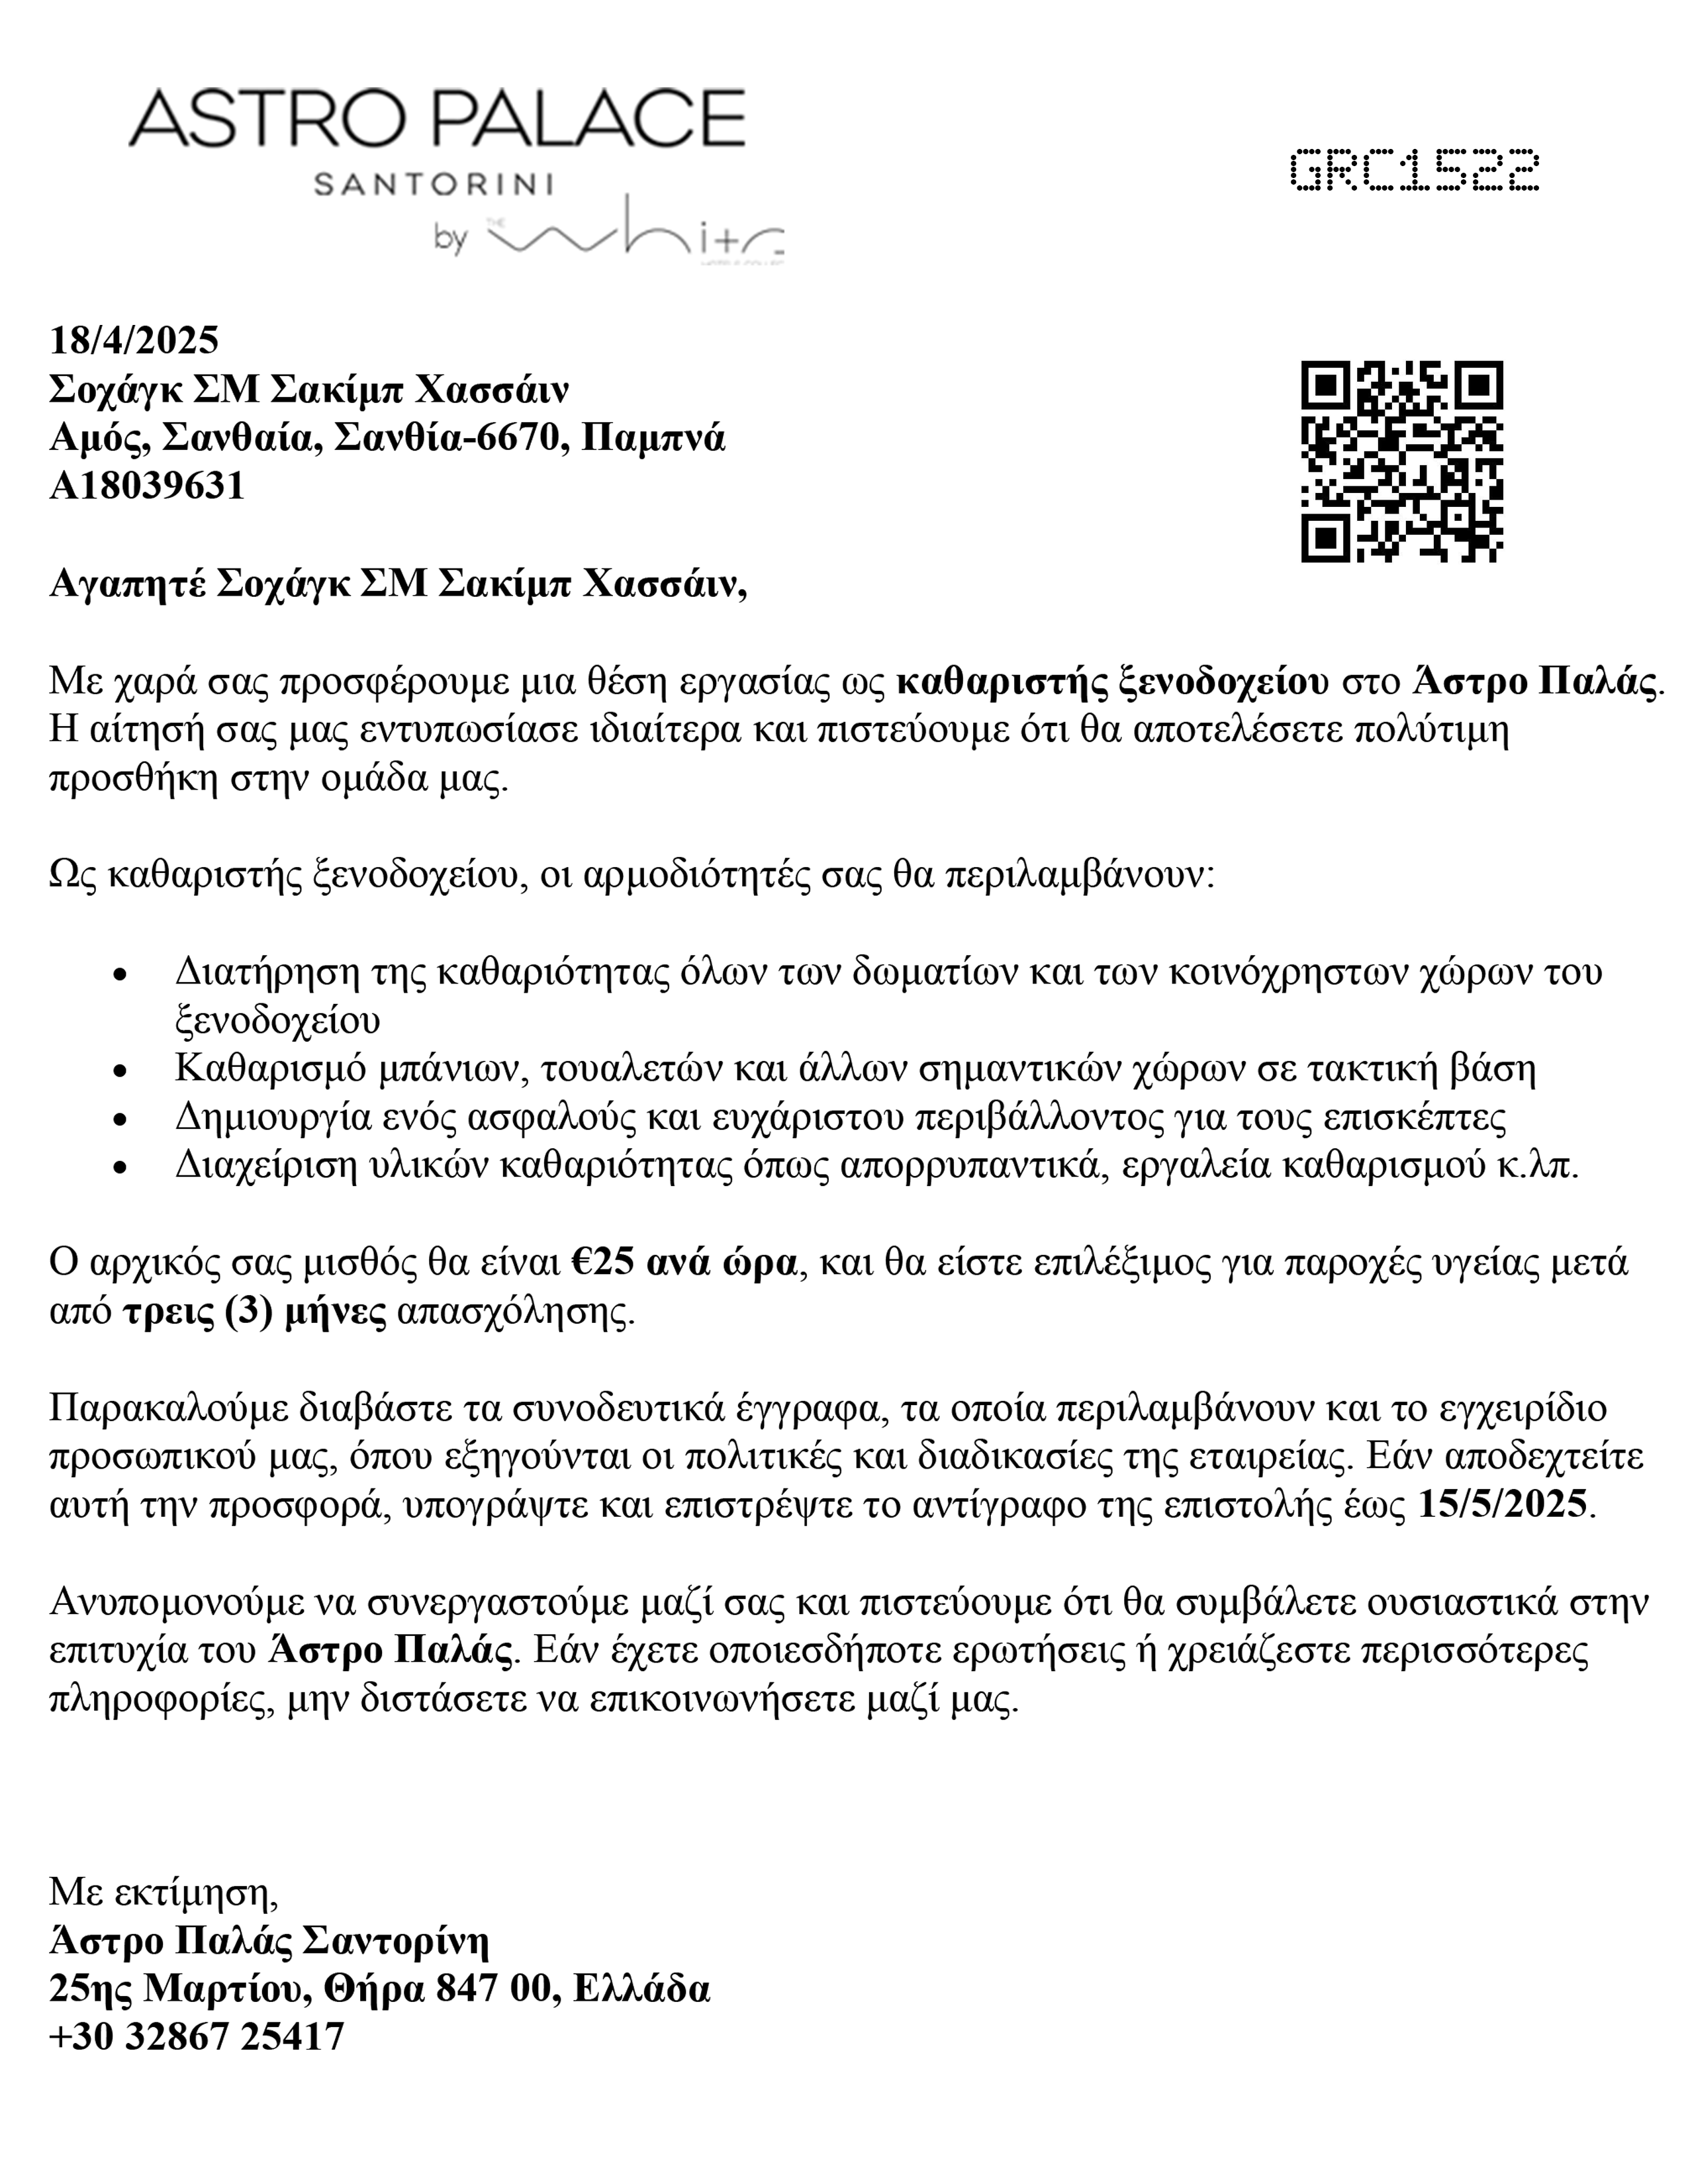 ASTRO PALACE
SANTORINI
by THE White
GRC1522
18/4/2025
Σοχάγκ ΣΜ Σακίμπ Χασσάιν
Αμός, Σανθαία, Σανθία-6670, Παμπνά
A18039631
Αγαπητέ Σοχάγκ ΣΜ Σακίμπ Χασσάιν,
Με χαρά σας προσφέρουμε μια θέση εργασίας ως καθαριστής ξενοδοχείου στο Άστρο Παλάς.
Η αίτησή σας μας εντυπωσίασε ιδιαίτερα και πιστεύουμε ότι θα αποτελέσετε πολύτιμη
προσθήκη στην ομάδα μας.
Ως καθαριστής ξενοδοχείου, οι αρμοδιότητές σας θα περιλαμβάνουν:
• Διατήρηση της καθαριότητας όλων των δωματίων και των κοινόχρηστων χώρων του
ξενοδοχείου
• Καθαρισμό μπάνιων, τουαλετών και άλλων σημαντικών χώρων σε τακτική βάση
• Δημιουργία ενός ασφαλούς και ευχάριστου περιβάλλοντος για τους επισκέπτες
• Διαχείριση υλικών καθαριότητας όπως απορρυπαντικά, εργαλεία καθαρισμού κ.λπ.
Ο αρχικός σας μισθός θα είναι €25 ανά ώρα, και θα είστε επιλέξιμος για παροχές υγείας μετά
από τρεις (3) μήνες απασχόλησης.
Παρακαλούμε διαβάστε τα συνοδευτικά έγγραφα, τα οποία περιλαμβάνουν και το εγχειρίδιο
προσωπικού μας, όπου εξηγούνται οι πολιτικές και διαδικασίες της εταιρείας. Εάν αποδεχτείτε
αυτή την προσφορά, υπογράψτε και επιστρέψτε το αντίγραφο της επιστολής έως 15/5/2025.
Ανυπομονούμε να συνεργαστούμε μαζί σας και πιστεύουμε ότι θα συμβάλετε ουσιαστικά στην
επιτυχία του Άστρο Παλάς. Εάν έχετε οποιεσδήποτε ερωτήσεις ή χρειάζεστε περισσότερες
πληροφορίες, μην διστάσετε να επικοινωνήσετε μαζί μας.
Με εκτίμηση,
Άστρο Παλάς Σαντορίνη
25ης Μαρτίου, Θήρα 847 00, Ελλάδα
+30 32867 25417